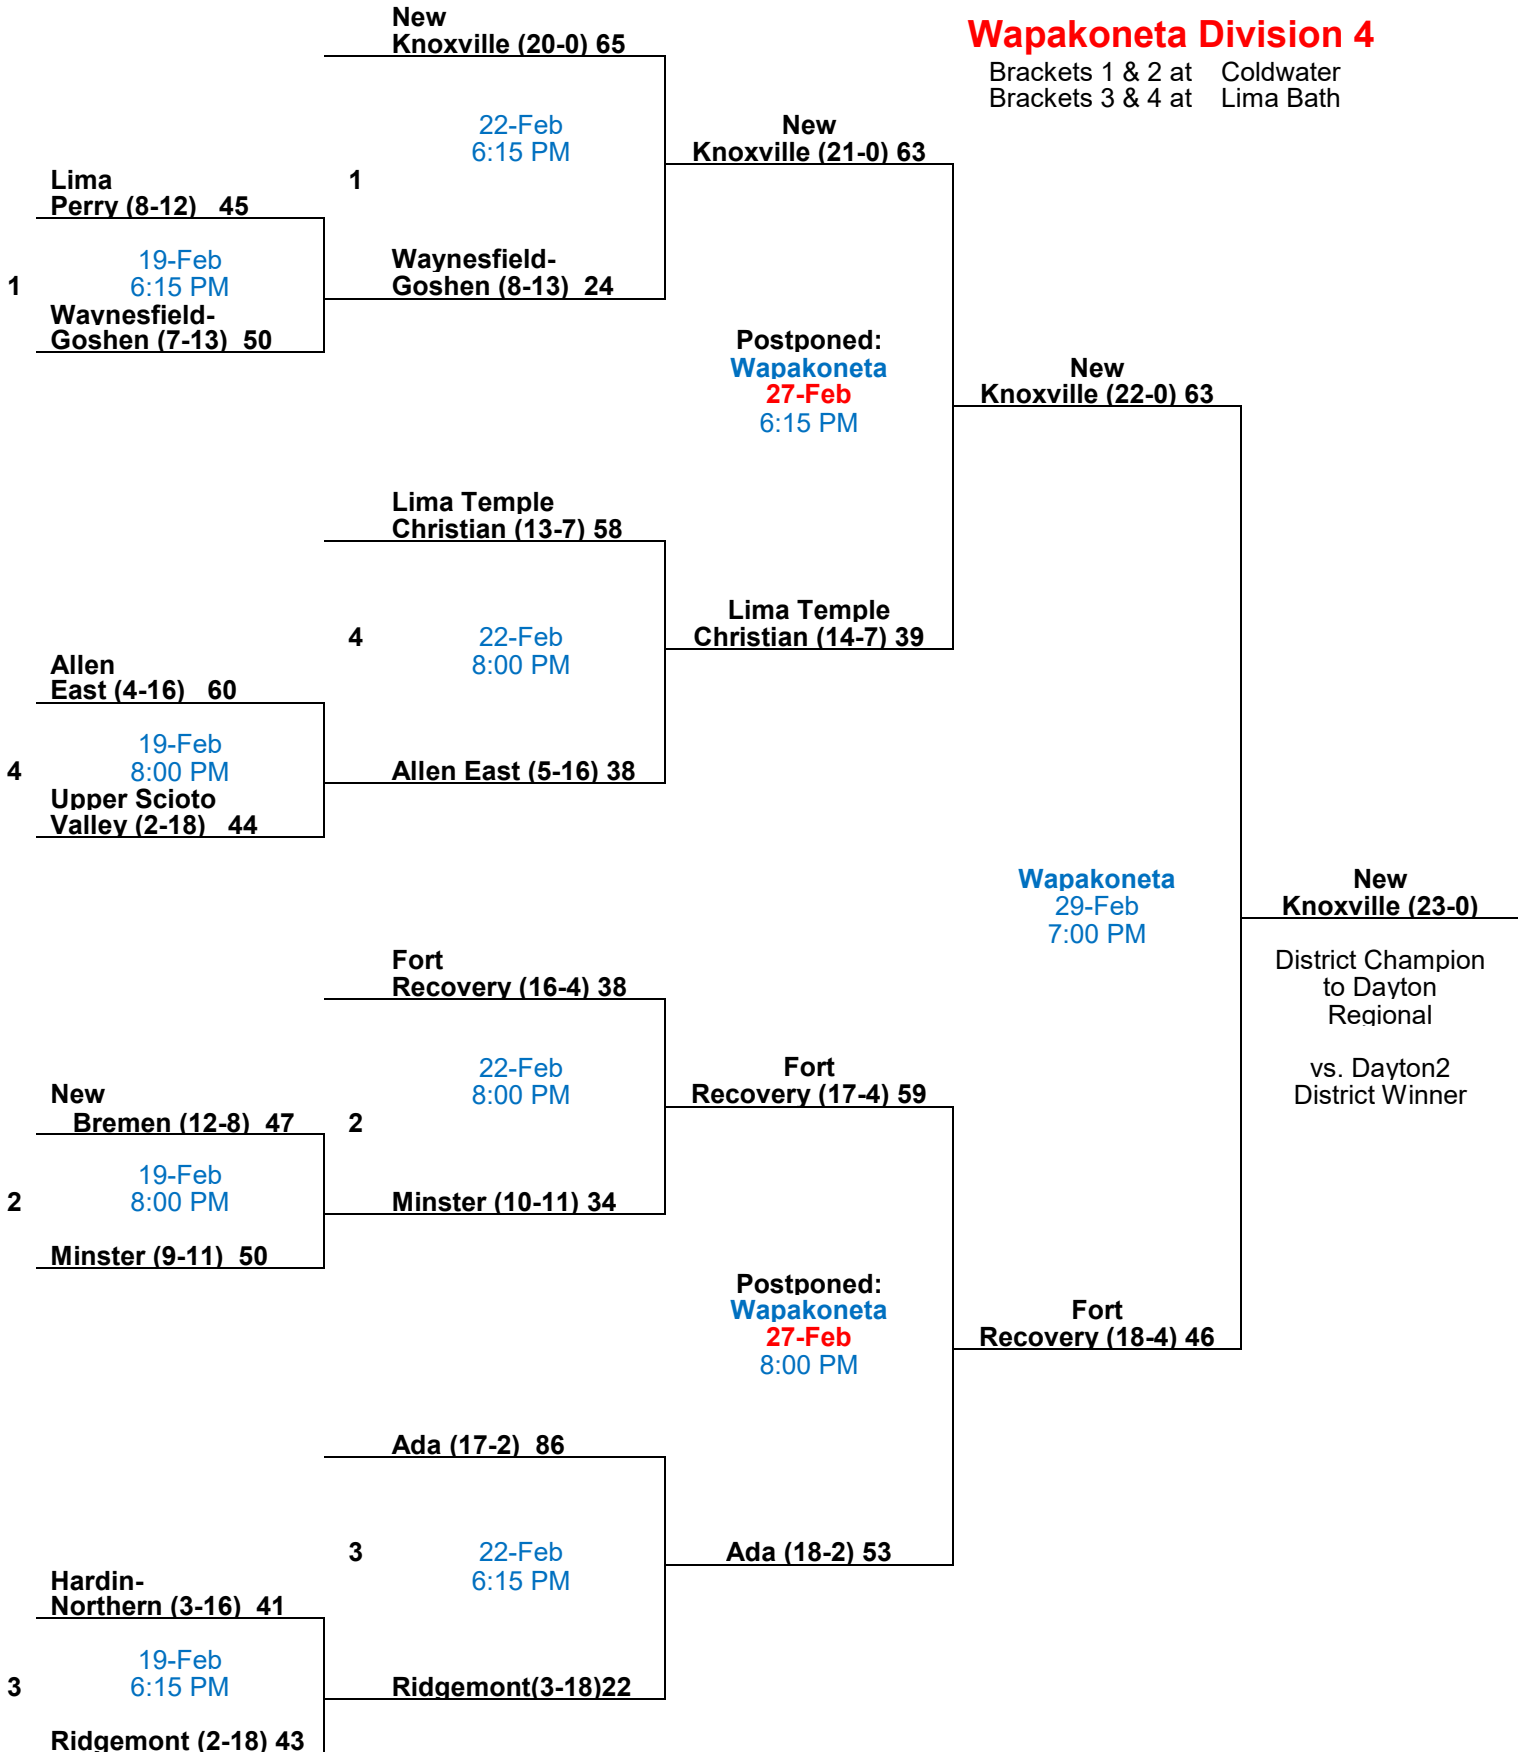 Wapakoneta Division 4
Brackets 1 & 2 at Coldwater
Brackets 3 & 4 at Lima Bath
New
Knoxville (20-0) 65
22-Feb
6:15 PM
New
Knoxville (21-0) 63
Lima
Perry (8-12) 45
1
19-Feb
6:15 PM
1
Waynesfield-
Goshen (7-13) 50
Waynesfield-
Goshen (8-13) 24
Postponed:
Wapakoneta
27-Feb
6:15 PM
New
Knoxville (22-0) 63
Lima Temple
Christian (13-7) 58
4
22-Feb
8:00 PM
Lima Temple
Christian (14-7) 39
Allen
East (4-16) 60
19-Feb
8:00 PM
4
Upper Scioto
Valley (2-18) 44
Allen East (5-16) 38
Wapakoneta
29-Feb
7:00 PM
New
Knoxville (23-0)
District Champion
to Dayton
Regional
vs. Dayton2
District Winner
Fort
Recovery (16-4) 38
22-Feb
8:00 PM
Fort
Recovery (17-4) 59
New
Bremen (12-8) 47
2
19-Feb
8:00 PM
2
Minster (10-11) 34
Minster (9-11) 50
Postponed:
Wapakoneta
27-Feb
8:00 PM
Fort
Recovery (18-4) 46
Ada (17-2) 86
3
22-Feb
6:15 PM
Ada (18-2) 53
Hardin-
Northern (3-16) 41
19-Feb
6:15 PM
3
Ridgemont(3-18)22
Ridgemont (2-18) 43